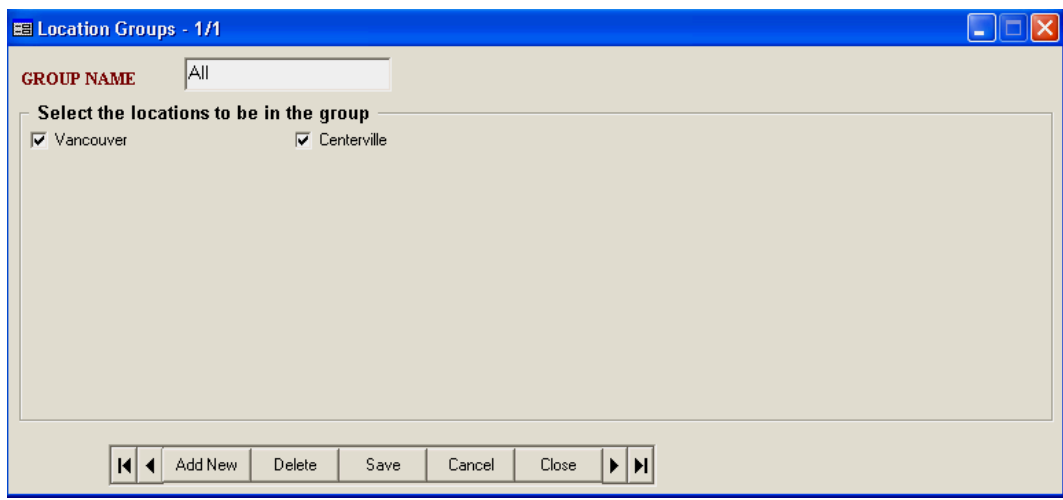 Location Groups - 1/1
GROUP NAME All
Select the locations to be in the group
Vancouver Centerville
Add New Delete Save Cancel Close